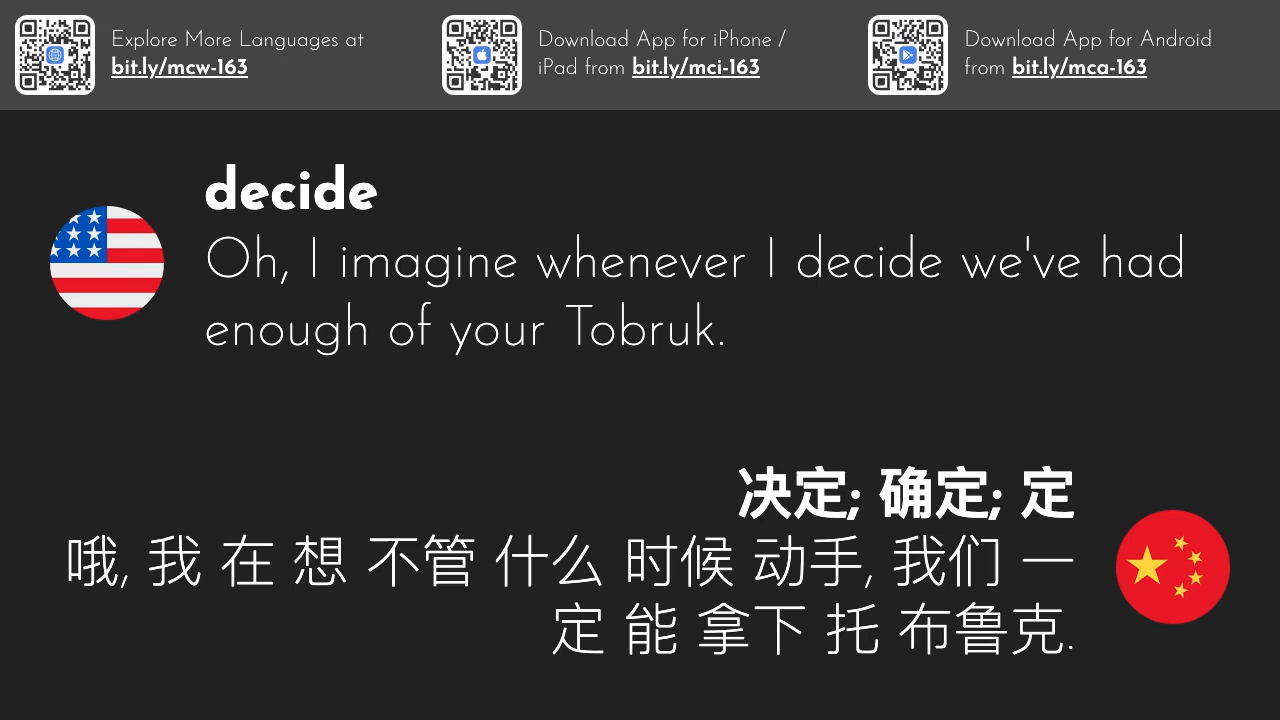 Explore More Languages at
bit.ly/mcw-163
Download App for iPhone /
iPad from bit.ly/mci-163
Download App for Android
from bit.ly/mca-163
decide
Oh, I imagine whenever I decide we've had
enough of your Tobruk.
决定; 确定; 定
哦, 我 在 想 不管 什么 时候 动手, 我们 一
定 能 拿下 托 布鲁克.